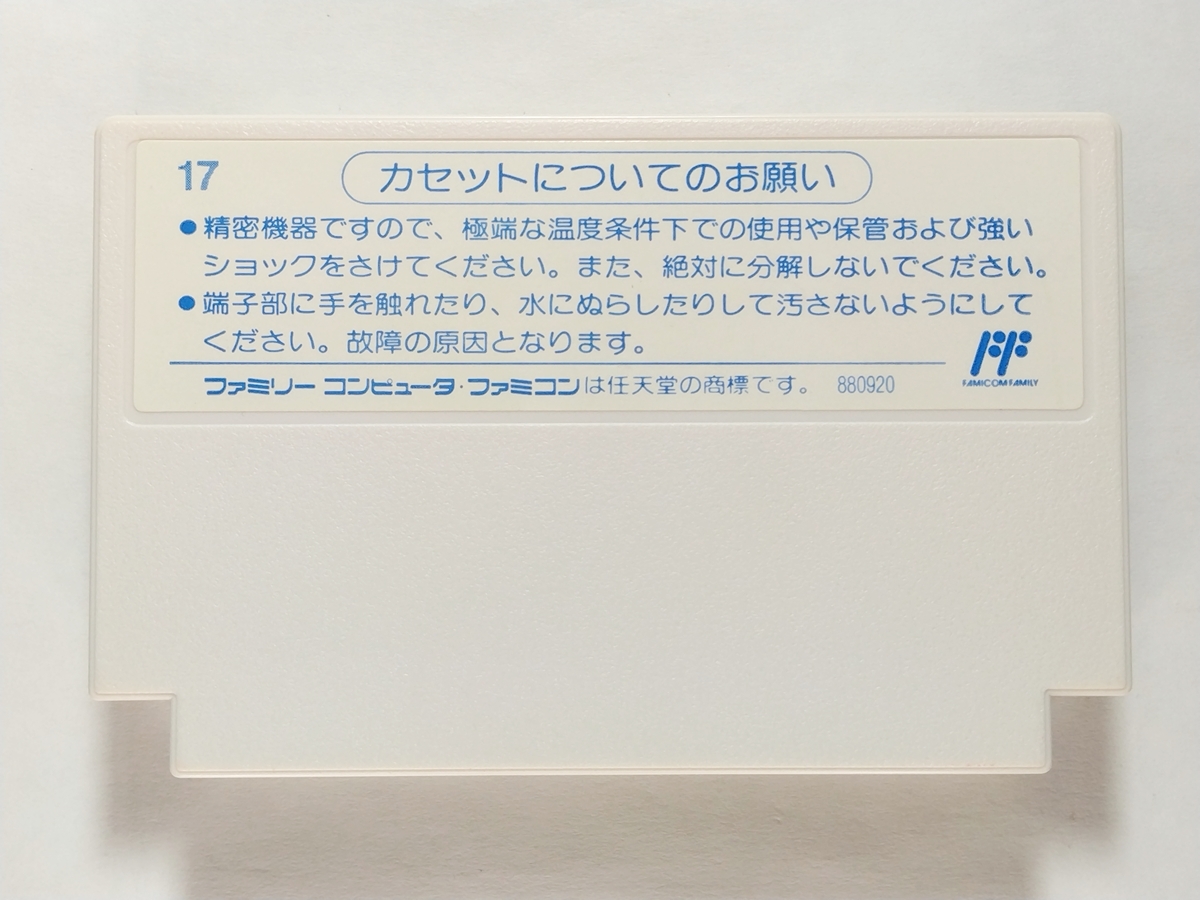 17
カセットについてのお願い
●精密機器ですので、極端な温度条件下での使用や保管および強い
ショックをさけてください。また、絶対に分解しないでください。
●端子部に手を触れたり、水にぬらしたりして汚さないようにして
ください。故障の原因となります。
FAMICOM FAMILY
ファミリー コンピュータ・ファミコンは任天堂の商標です。 880920